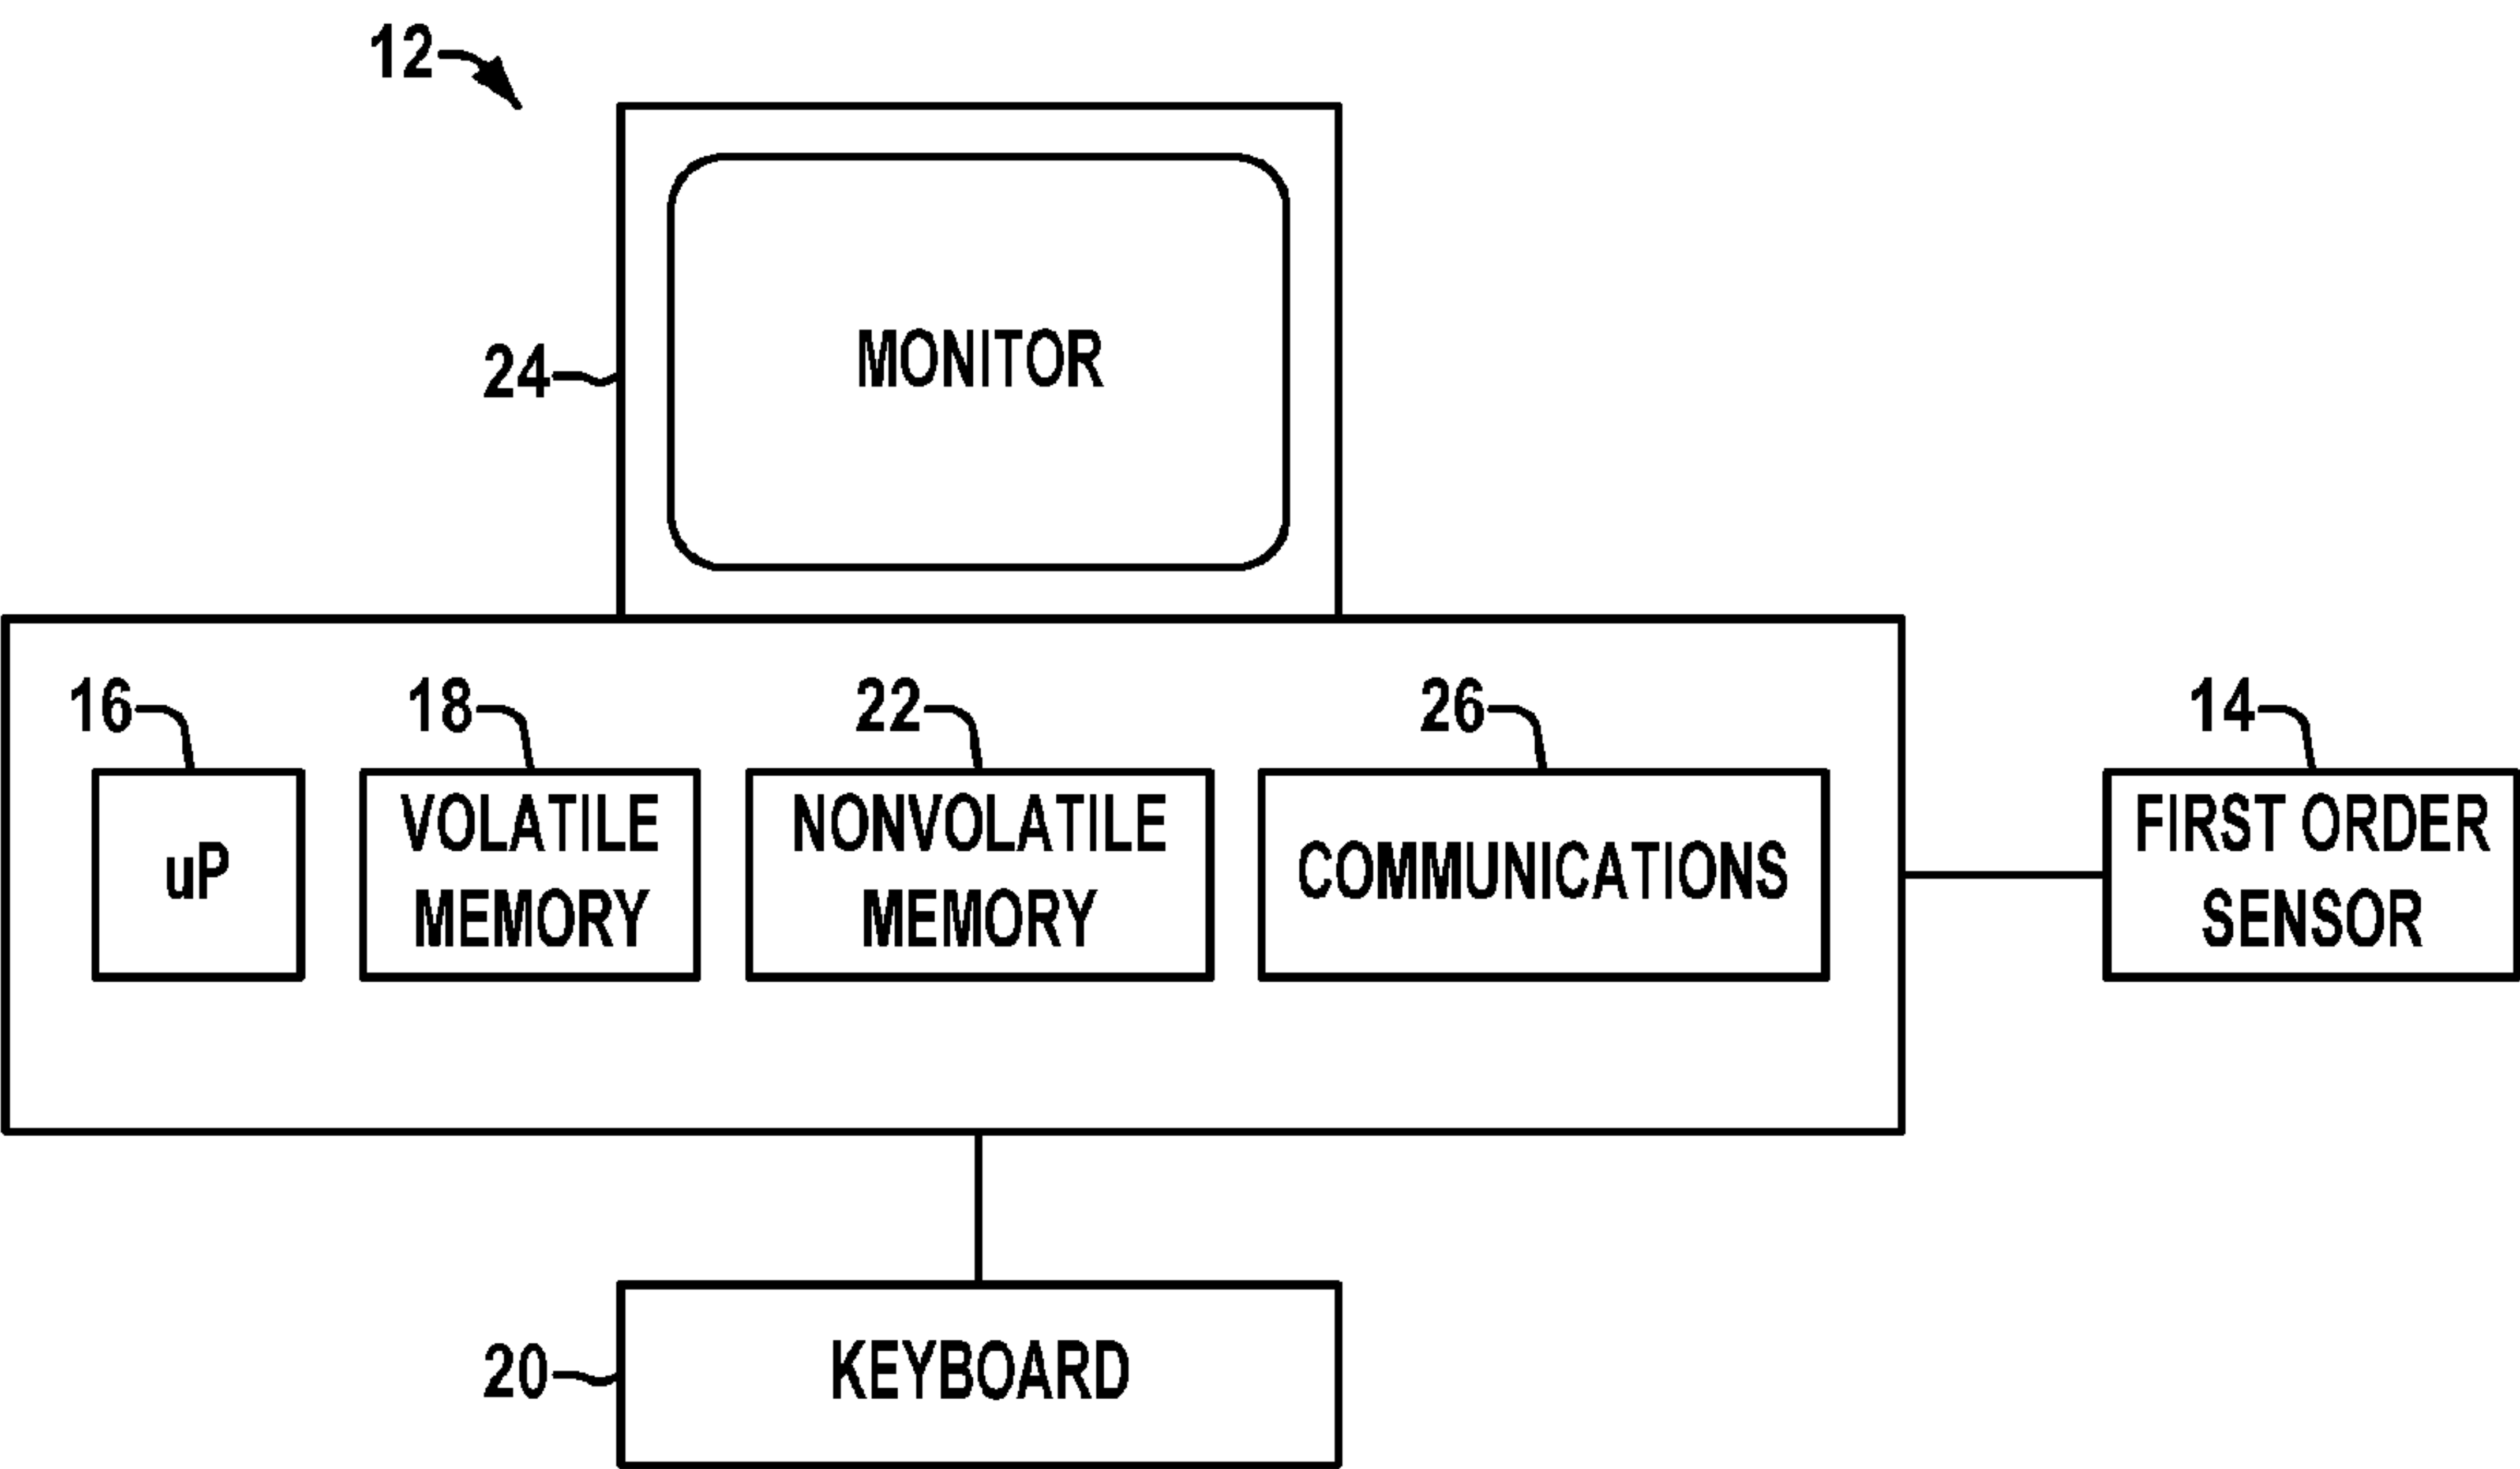 12
MONITOR
24
16
18
22
26
14
uP
VOLATILE
MEMORY
NONVOLATILE
MEMORY
COMMUNICATIONS
FIRST ORDER
SENSOR
20
KEYBOARD